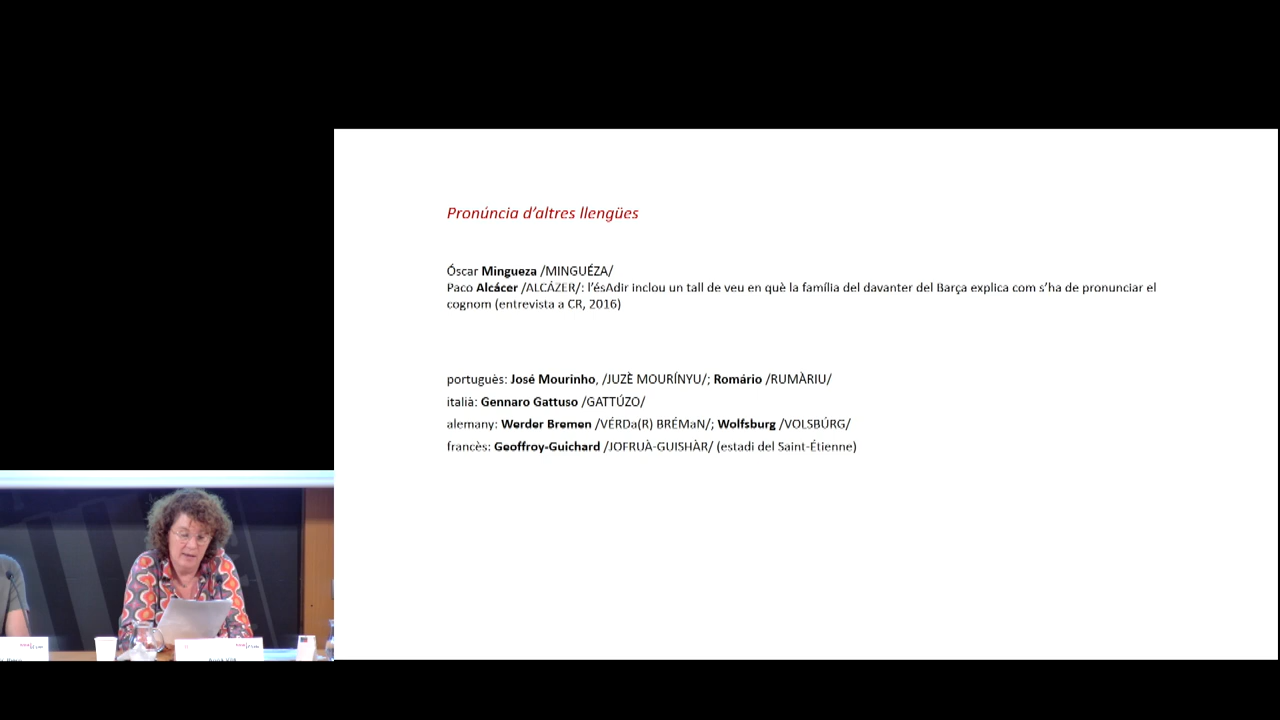 Pronúncia d'altres llengües
Óscar Mingueza /MINGUÉZA/
Paco Alcácer /ALCÁZER/: l'ésAdir inclou un tall de veu en què la família del davanter del Barça explica com s'ha de pronunciar el
cognom (entrevista a CR, 2016)
portuguès: José Mourinho, /JUZÈ MOURÍNYU/; Romário /RUMÀRIU/
italià: Gennaro Gattuso /GATTÚZO/
alemany: Werder Bremen /VÉRDa(R) BRÉMaN/; Wolfsburg /VOLSBÚRG/
francès: Geoffroy-Guichard /JOFRUÀ-GUISHÀR/ (estadi del Saint-Étienne)